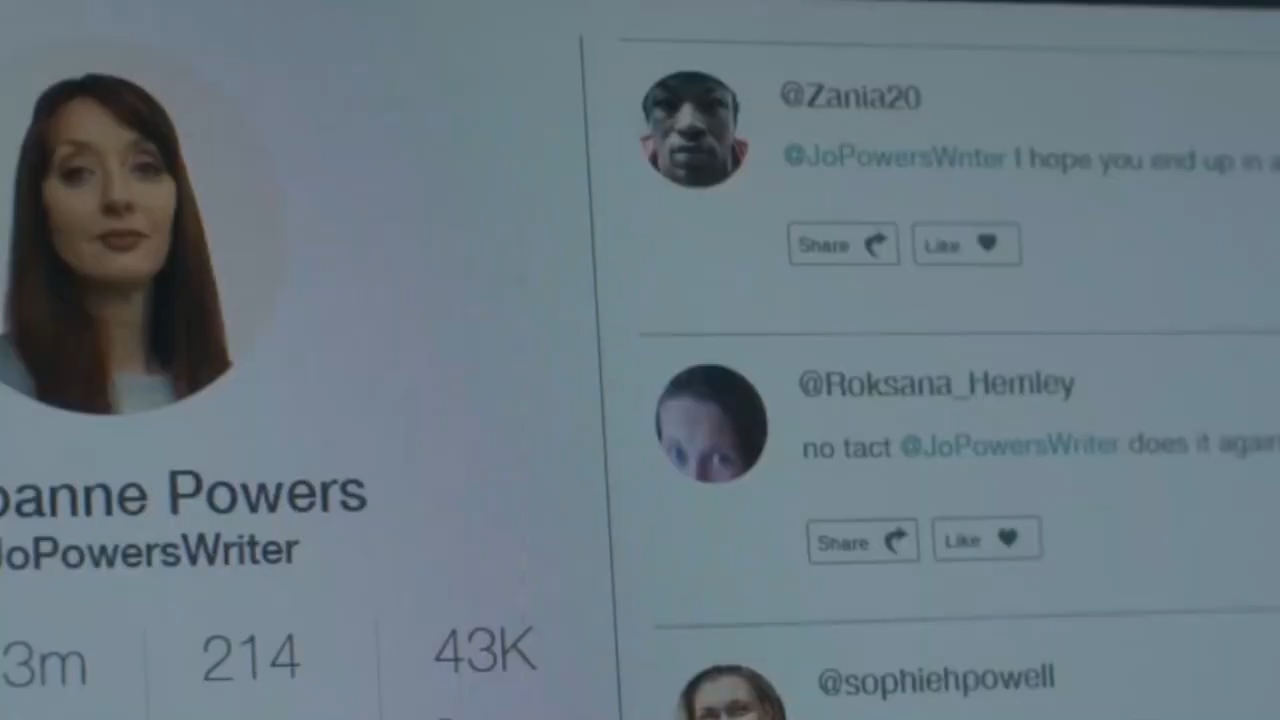 oanne Powers
JoPowersWriter
3m
214
43K
@Zania20
@JoPowersWriter I hope you end up in a
Share
Like
@Roksana_Hemley
no tact @JoPowersWriter does it again
Share
Like
@sophiehpowell